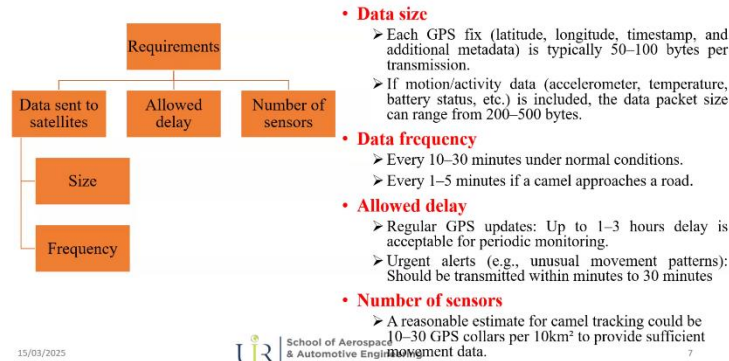 Requirements
Data sent to
satellites
Allowed
delay
Number of
sensors
Size
Frequency
• Data size
➤ Each GPS fix (latitude, longitude, timestamp, and
additional metadata) is typically 50–100 bytes per
transmission.
➤ If motion/activity data (accelerometer, temperature,
battery status, etc.) is included, the data packet size
can range from 200–500 bytes.
• Data frequency
➤ Every 10–30 minutes under normal conditions.
➤ Every 1–5 minutes if a camel approaches a road.
• Allowed delay
➤ Regular GPS updates: Up to 1–3 hours delay is
acceptable for periodic monitoring.
➤ Urgent alerts (e.g., unusual movement patterns):
Should be transmitted within minutes to 30 minutes
• Number of sensors
➤ A reasonable estimate for camel tracking could be
10–30 GPS collars per 10km² to provide sufficient
movement data.
15/03/2025
UIR
School of Aerospace
& Automotive Engineering
7